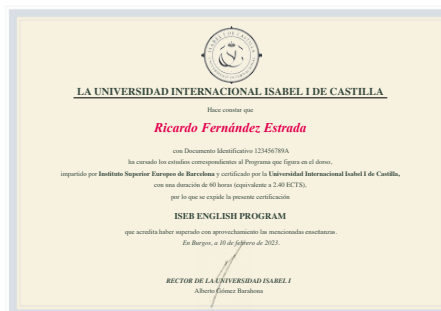 LA UNIVERSIDAD INTERNACIONAL ISABEL I DE CASTILLA
Hace constar que
Ricardo Fernández Estrada
con Documento Identificativo 123456789A
ha cursado los estudios correspondientes al Programa que figura en el dorso,
impartido por Instituto Superior Europeo de Barcelona y certificado por la Universidad Internacional Isabel I de Castilla,
con una duración de 60 horas (equivalente a 2.40 ECTS),
por lo que se expide la presente certificación
ISEB ENGLISH PROGRAM
que acredita haber superado con aprovechamiento las mencionadas enseñanzas.
En Burgos, a 10 de febrero de 2023.
RECTOR DE LA UNIVERSIDAD ISABEL I
Alberto Gómez Barahona